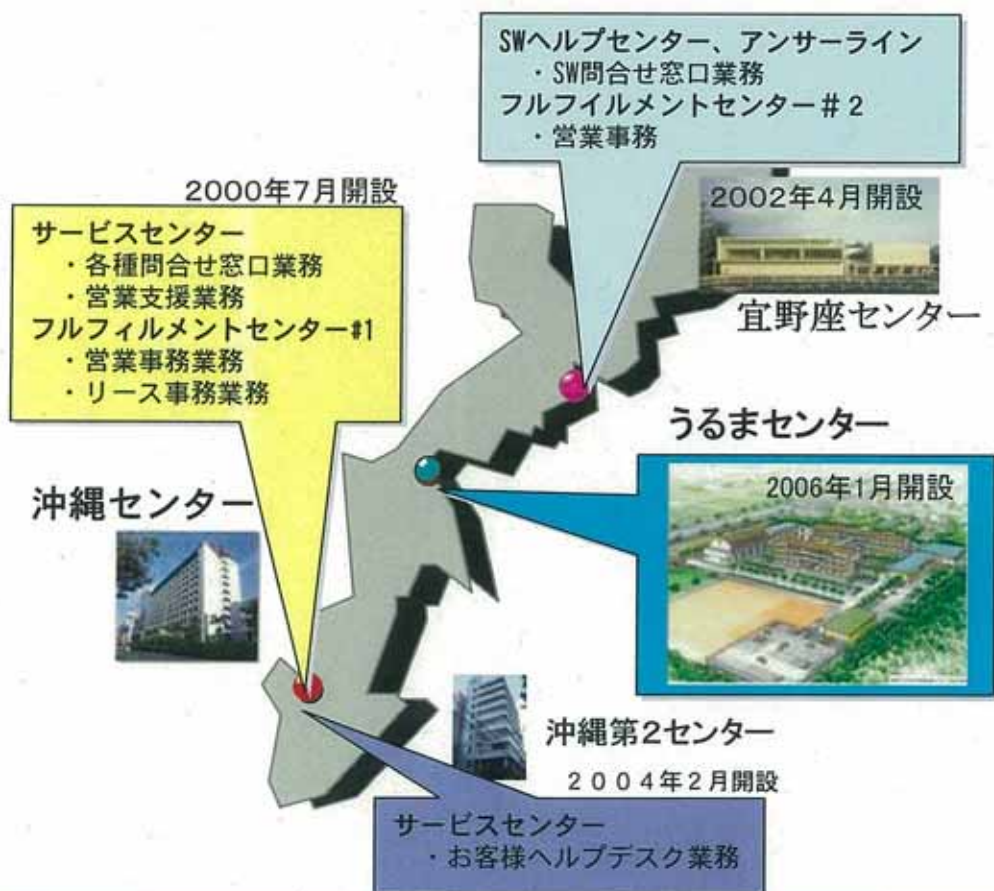 SWヘルプセンター、アンサーライン
・SW問合せ窓口業務
フルフイルメントセンター＃２
・営業事務
２０００年７月開設
サービスセンター
・各種問合せ窓口業務
・営業支援業務
フルフィルメントセンター#1
・営業事務業務
・リース事務業務
２００２年４月開設
宜野座センター
うるまセンター
2006年1月開設
沖縄センター
沖縄第２センター
２００４年２月開設
サービスセンター
・お客様ヘルプデスク業務